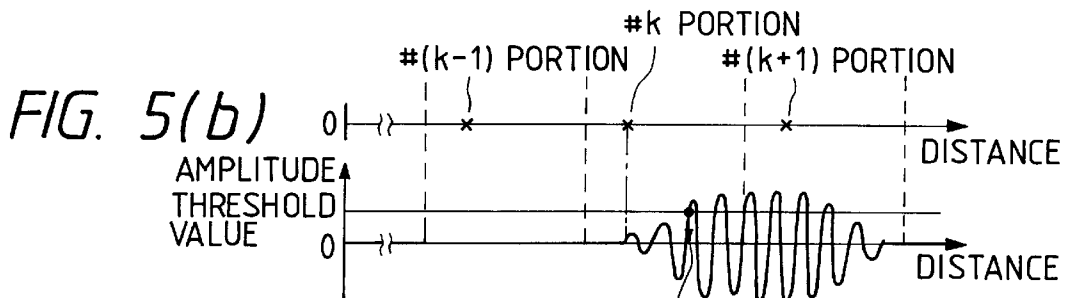 #k PORTION
#(k-1) PORTION
#(k+1) PORTION
FIG. 5(b)
0
DISTANCE
AMPLITUDE
THRESHOLD
VALUE
0
DISTANCE